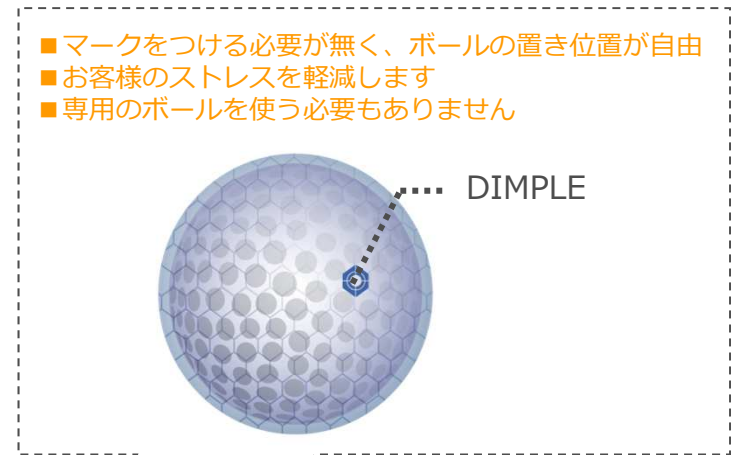 ■マークをつける必要が無く、ボールの置き位置が自由
■お客様のストレスを軽減します
■専用のボールを使う必要もありません
DIMPLE